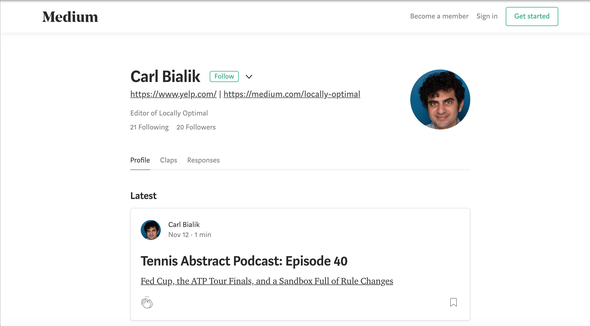 Medium
Become a member Sign in Get started
Carl Bialik Follow
https://www.yelp.com/ | https://medium.com/locally-optimal
Editor of Locally Optimal
21 Following 20 Followers
Profile Claps Responses
Latest
Carl Bialik
Nov 12 · 1 min
Tennis Abstract Podcast: Episode 40
Fed Cup, the ATP Tour Finals, and a Sandbox Full of Rule Changes